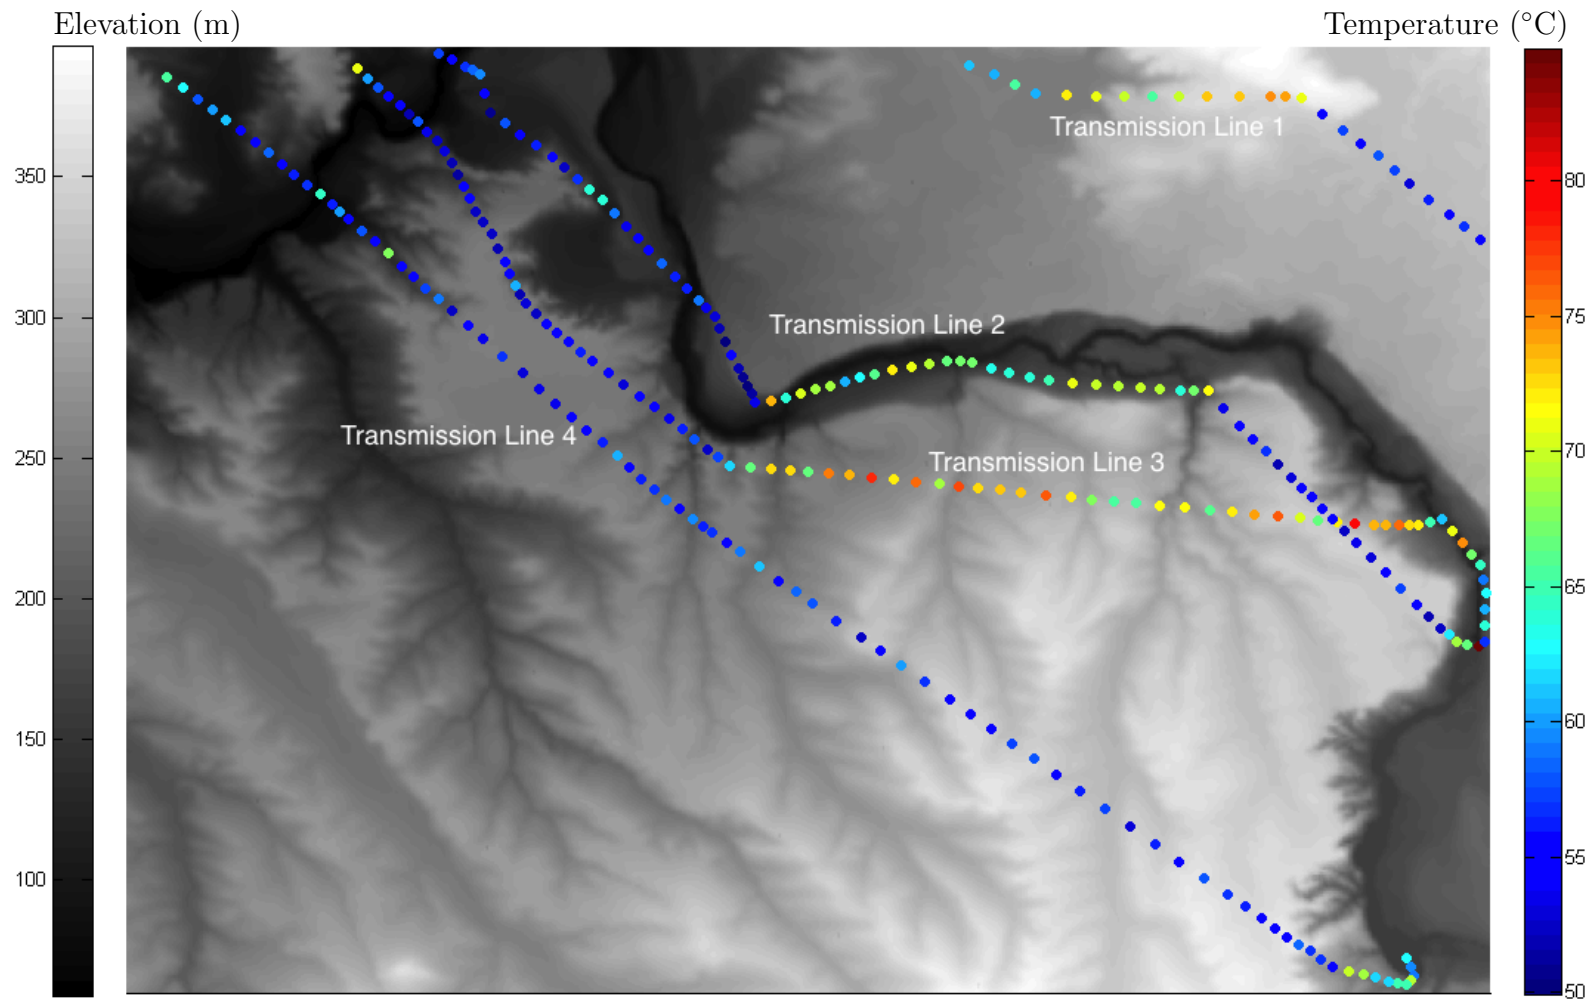 Elevation (m)
Temperature (°C)
350
300
250
200
150
100
Transmission Line 1
Transmission Line 2
Transmission Line 3
Transmission Line 4
80
75
70
65
60
55
50